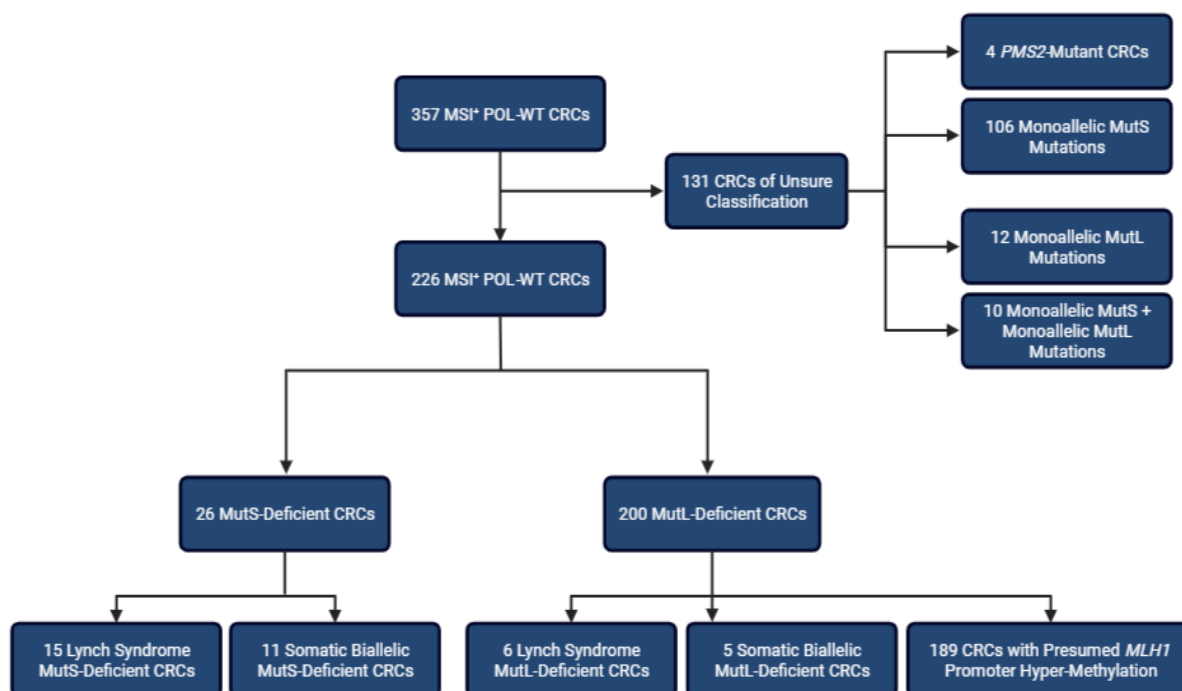 4 PMS2-Mutant CRCs
357 MSI⁺ POL-WT CRCs
106 Monoallelic MutS
Mutations
131 CRCs of Unsure
Classification
12 Monoallelic MutL
Mutations
226 MSI⁺ POL-WT CRCs
10 Monoallelic MutS +
Monoallelic MutL
Mutations
26 MutS-Deficient CRCs
200 MutL-Deficient CRCs
15 Lynch Syndrome
MutS-Deficient CRCs
11 Somatic Biallelic
MutS-Deficient CRCs
6 Lynch Syndrome
MutL-Deficient CRCs
5 Somatic Biallelic
MutL-Deficient CRCs
189 CRCs with Presumed MLH1
Promoter Hyper-Methylation